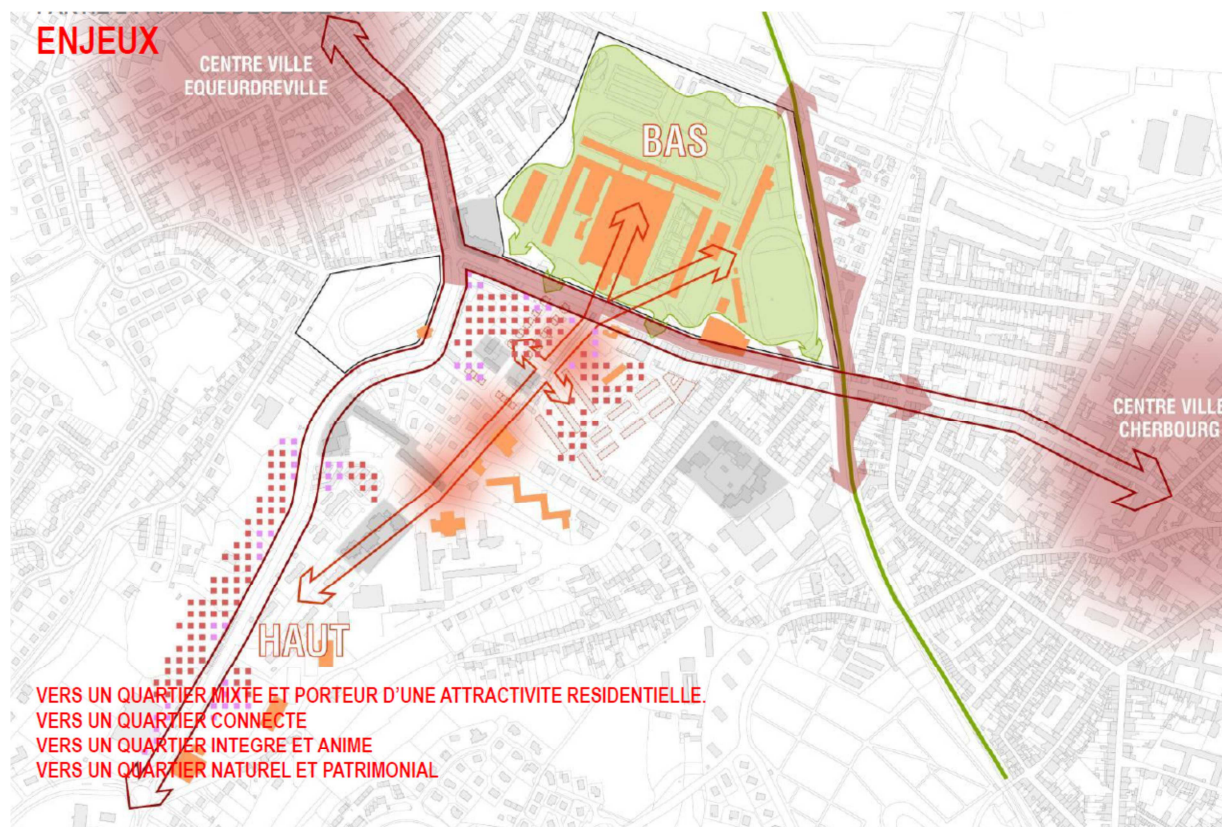 ENJEUX
CENTRE VILLE
EQUEURDREVILLE
BAS
CENTRE VILLE
CHERBOURG
HAUT
VERS UN QUARTIER MIXTE ET PORTEUR D'UNE ATTRACTIVITE RESIDENTIELLE.
VERS UN QUARTIER CONNECTE
VERS UN QUARTIER INTEGRE ET ANIME
VERS UN QUARTIER NATUREL ET PATRIMONIAL